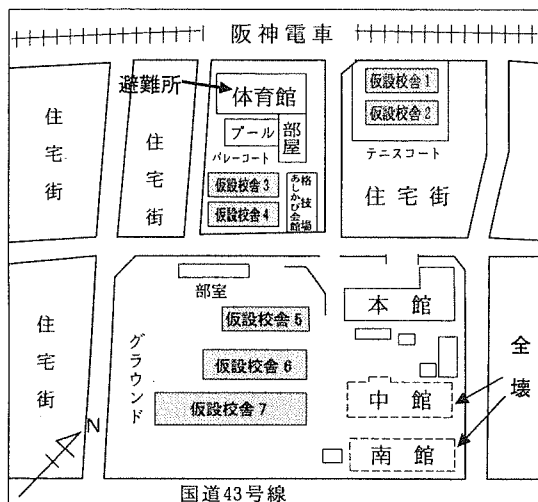 阪神電車
避難所
体育館
仮設校舎1
仮設校舎2
プール
部屋
バレーコート
テニスコート
住宅街
住宅街
住宅街
仮設校舎3
仮設校舎4
格技場
あしかび会館
部室
本館
仮設校舎5
グラウンド
仮設校舎6
仮設校舎7
中館
南館
全壊
住宅街
N
国道43号線